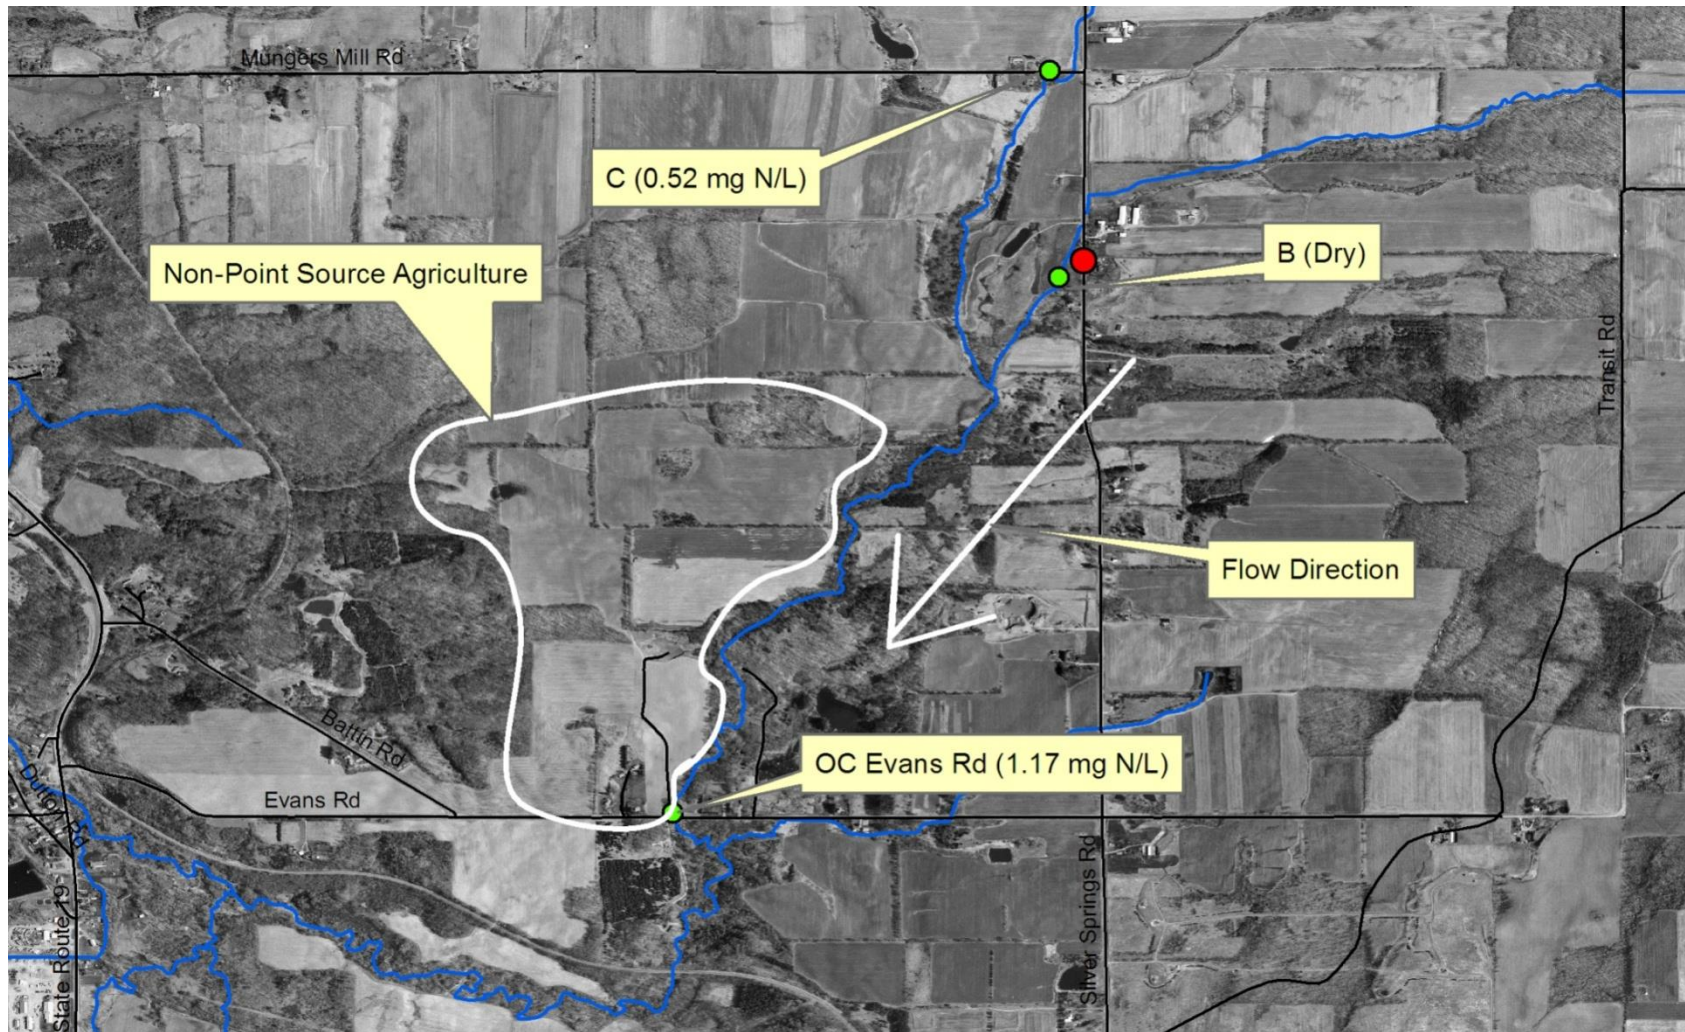 Mungers Mill Rd
C (0.52 mg N/L)
Non-Point Source Agriculture
B (Dry)
Transit Rd
Flow Direction
Battin Rd
OC Evans Rd (1.17 mg N/L)
Evans Rd
State Route 19
Silver Springs Rd